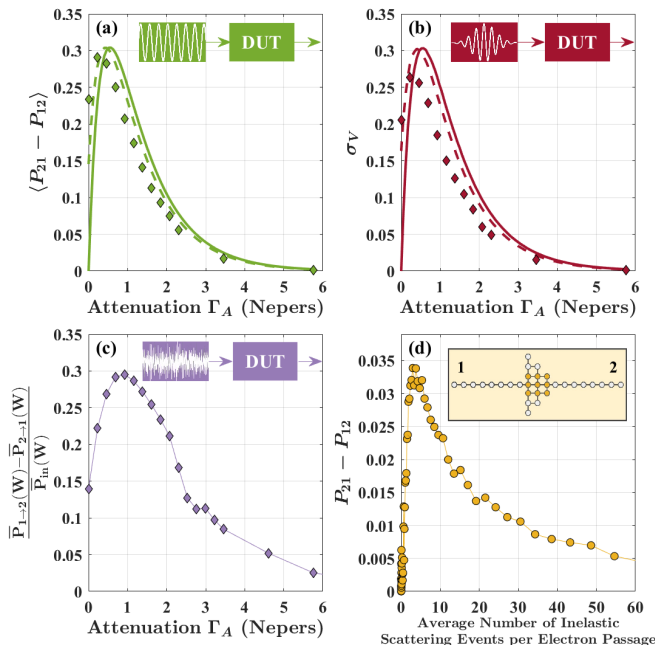 (a)
DUT
⟨P₂₁ − P₁₂⟩
0.35
0.3
0.25
0.2
0.15
0.1
0.05
0
0 1 2 3 4 5 6
Attenuation Γ_A (Nepers)
(b)
DUT
σ_V
0.35
0.3
0.25
0.2
0.15
0.1
0.05
0
0 1 2 3 4 5 6
Attenuation Γ_A (Nepers)
(c)
DUT
P̅₁→₂(W)−P̅₂→₁(W)
P̅ᵢₙ(W)
0.35
0.3
0.25
0.2
0.15
0.1
0.05
0
0 1 2 3 4 5 6
Attenuation Γ_A (Nepers)
(d)
1 2
P₂₁ − P₁₂
0.035
0.03
0.025
0.02
0.015
0.01
0.005
0
0 10 20 30 40 50 60
Average Number of Inelastic
Scattering Events per Electron Passage